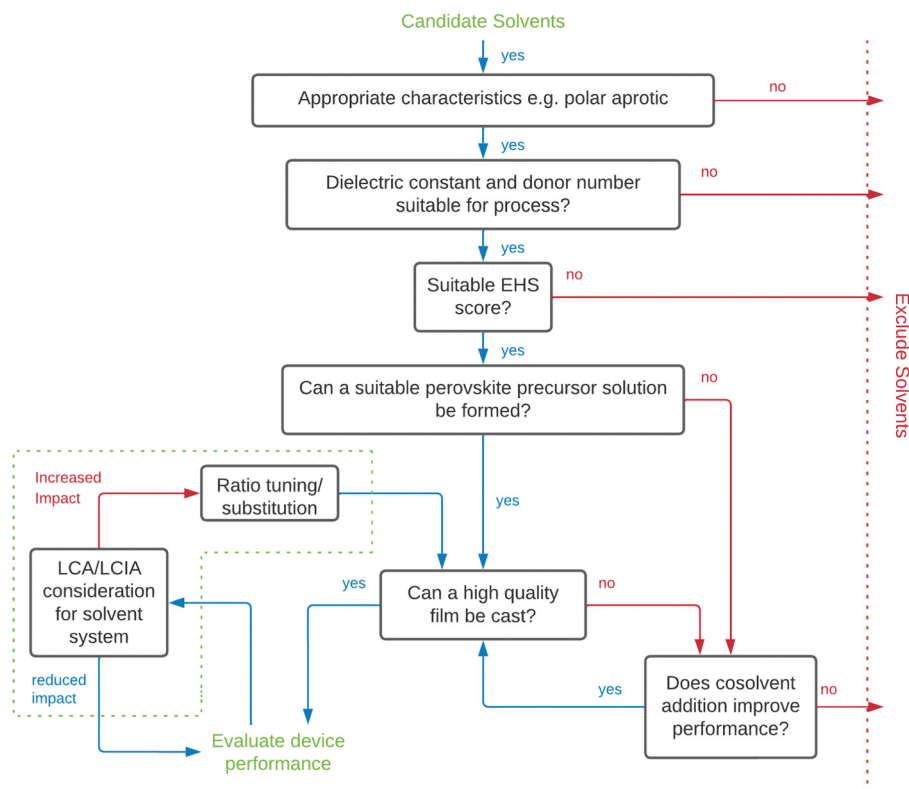 Candidate Solvents
yes
Appropriate characteristics e.g. polar aprotic
no
yes
Dielectric constant and donor number
suitable for process?
no
yes
Suitable EHS
score?
no
yes
Can a suitable perovskite precursor solution
be formed?
no
Exclude Solvents
Increased
Impact
Ratio tuning/
substitution
yes
LCA/LCIA
consideration
for solvent
system
yes
Can a high quality
film be cast?
no
reduced
impact
yes
Does cosolvent
addition improve
performance?
no
Evaluate device
performance